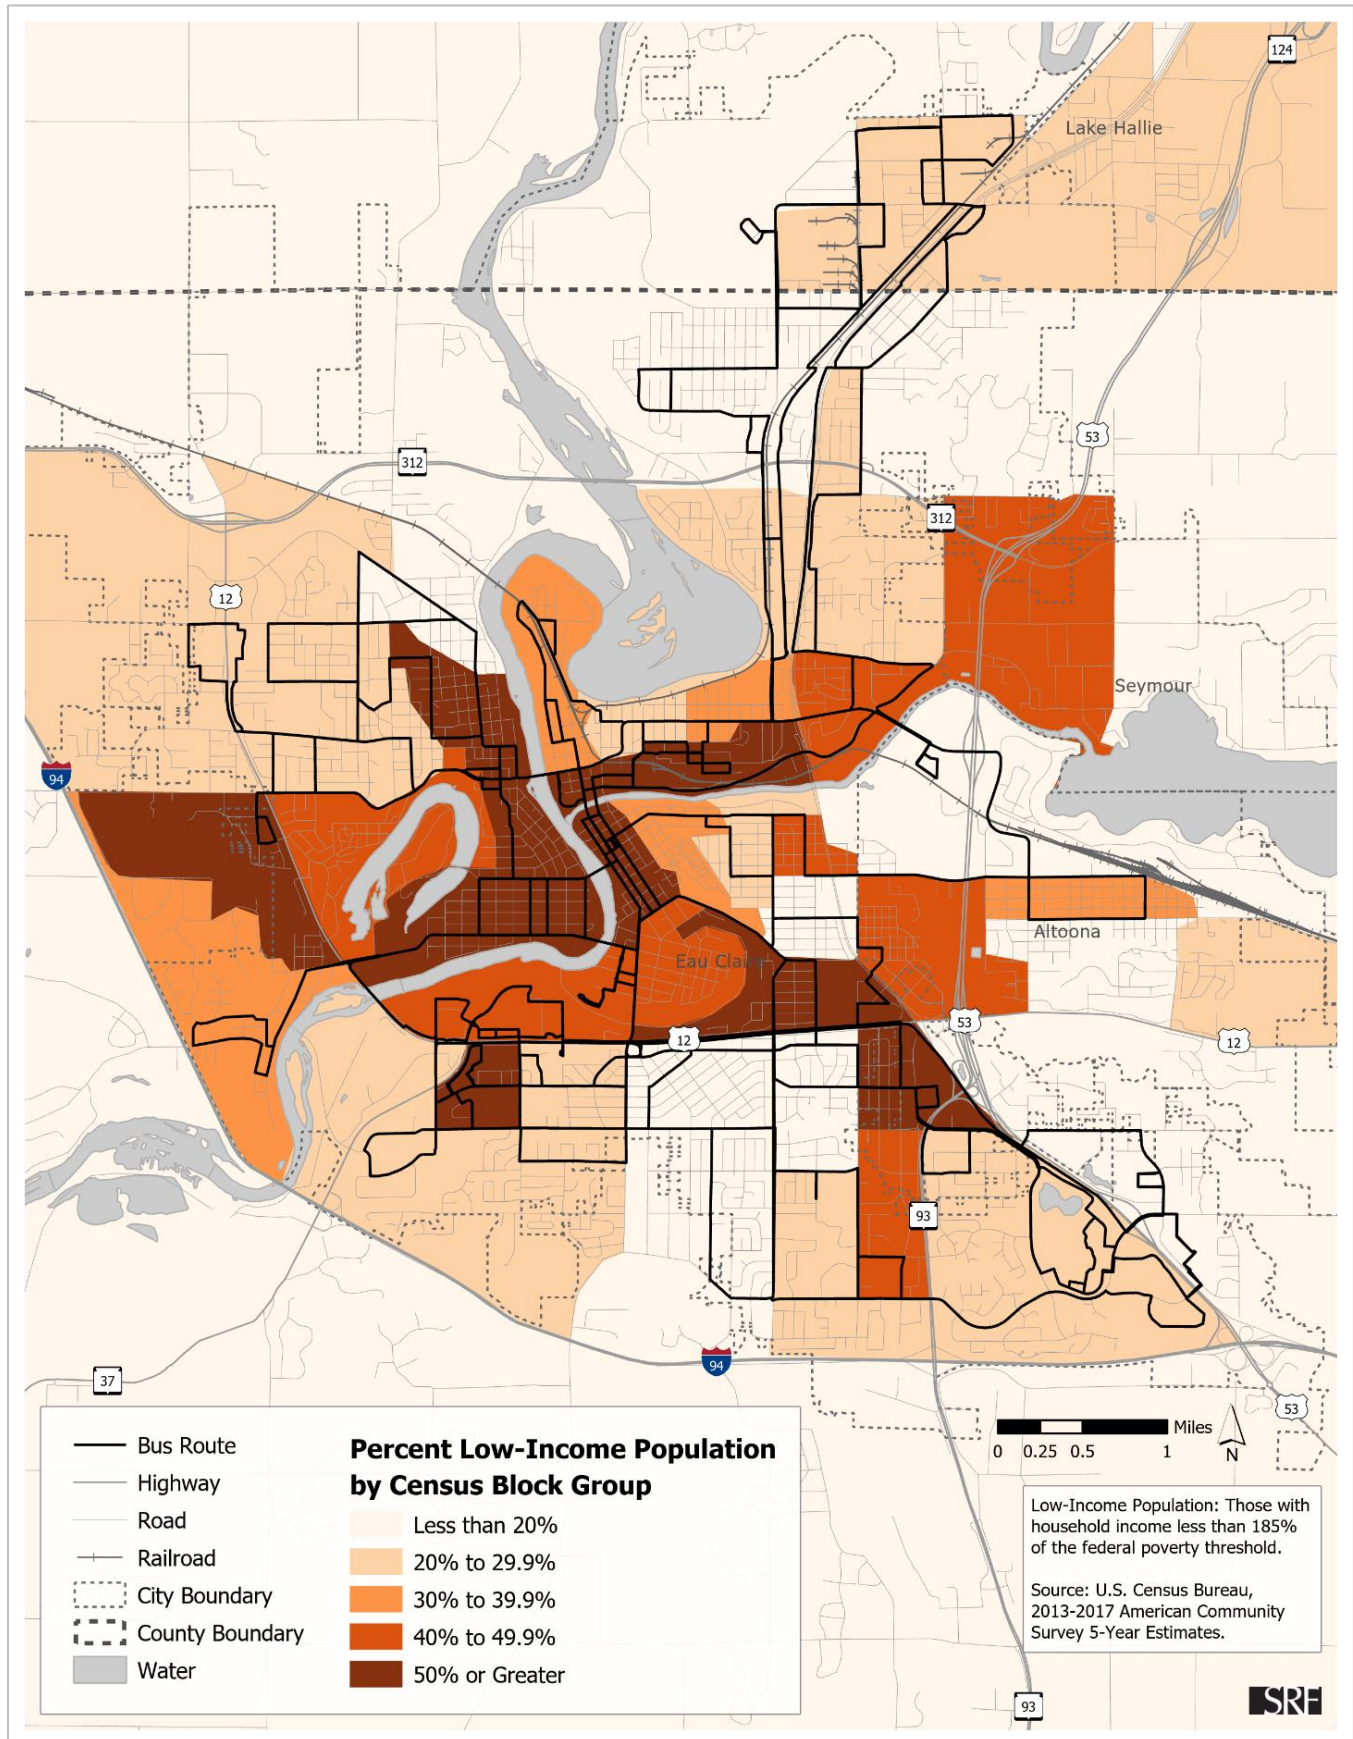 124
Lake Hallie
53
312
312
12
Seymour
94
Altoona
Eau Claire
53
12
12
93
94
37
53
Bus Route
Highway
Road
Railroad
City Boundary
County Boundary
Water
Percent Low-Income Population
by Census Block Group
Less than 20%
20% to 29.9%
30% to 39.9%
40% to 49.9%
50% or Greater
Miles
0 0.25 0.5 1
N
Low-Income Population: Those with
household income less than 185%
of the federal poverty threshold.
Source: U.S. Census Bureau,
2013-2017 American Community
Survey 5-Year Estimates.
93
SRF